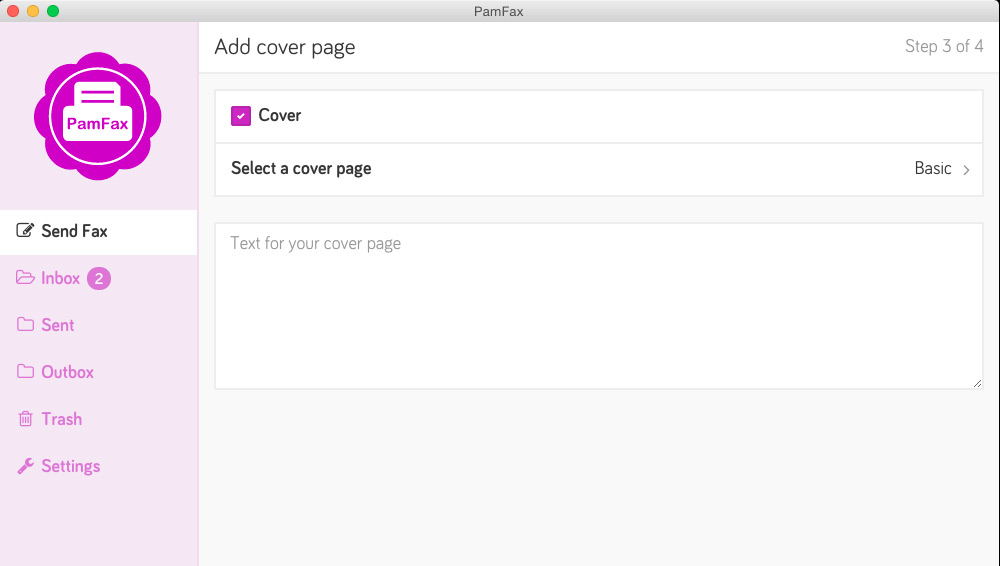 PamFax
Add cover page
Step 3 of 4
PamFax
Cover
Select a cover page
Basic
Send Fax
Inbox 2
Sent
Outbox
Trash
Settings
Text for your cover page